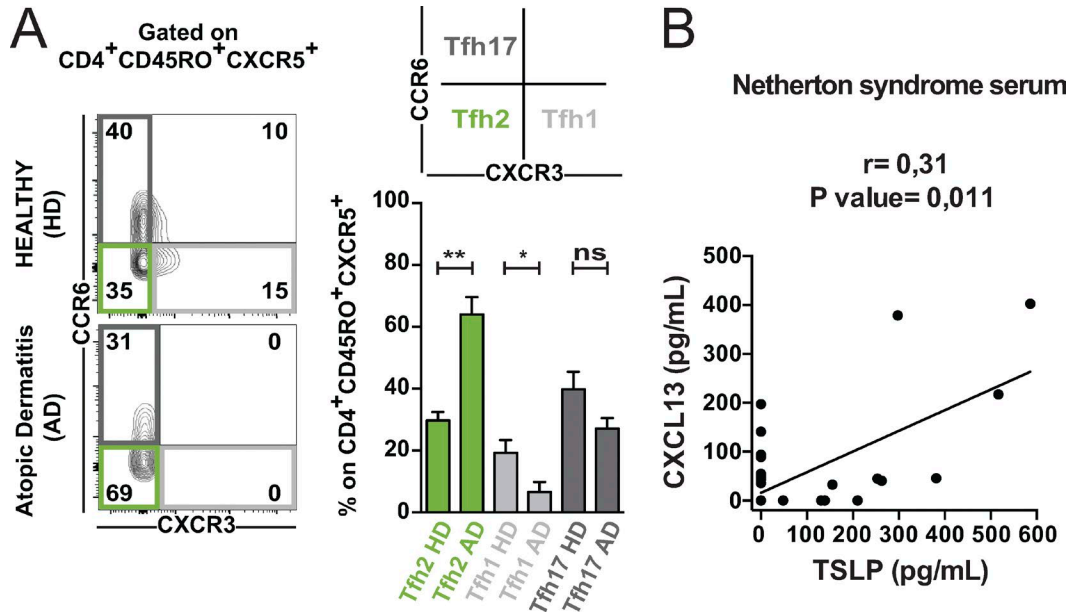 A
Gated on
CD4+CD45RO+CXCR5+
HEALTHY
(HD)
Atopic Dermatitis
(AD)
CCR6
40
10
35
15
31
0
69
0
CXCR3
CCR6
Tfh17
Tfh2
Tfh1
CXCR3
% on CD4+CD45RO+CXCR5+
100
80
60
40
20
0
**
*
ns
Tfh2 HD
Tfh2 AD
Tfh1 HD
Tfh1 AD
Tfh17 HD
Tfh17 AD
B
Netherton syndrome serum
r= 0,31
P value= 0,011
CXCL13 (pg/mL)
500
400
300
200
100
0
0 100 200 300 400 500 600
TSLP (pg/mL)